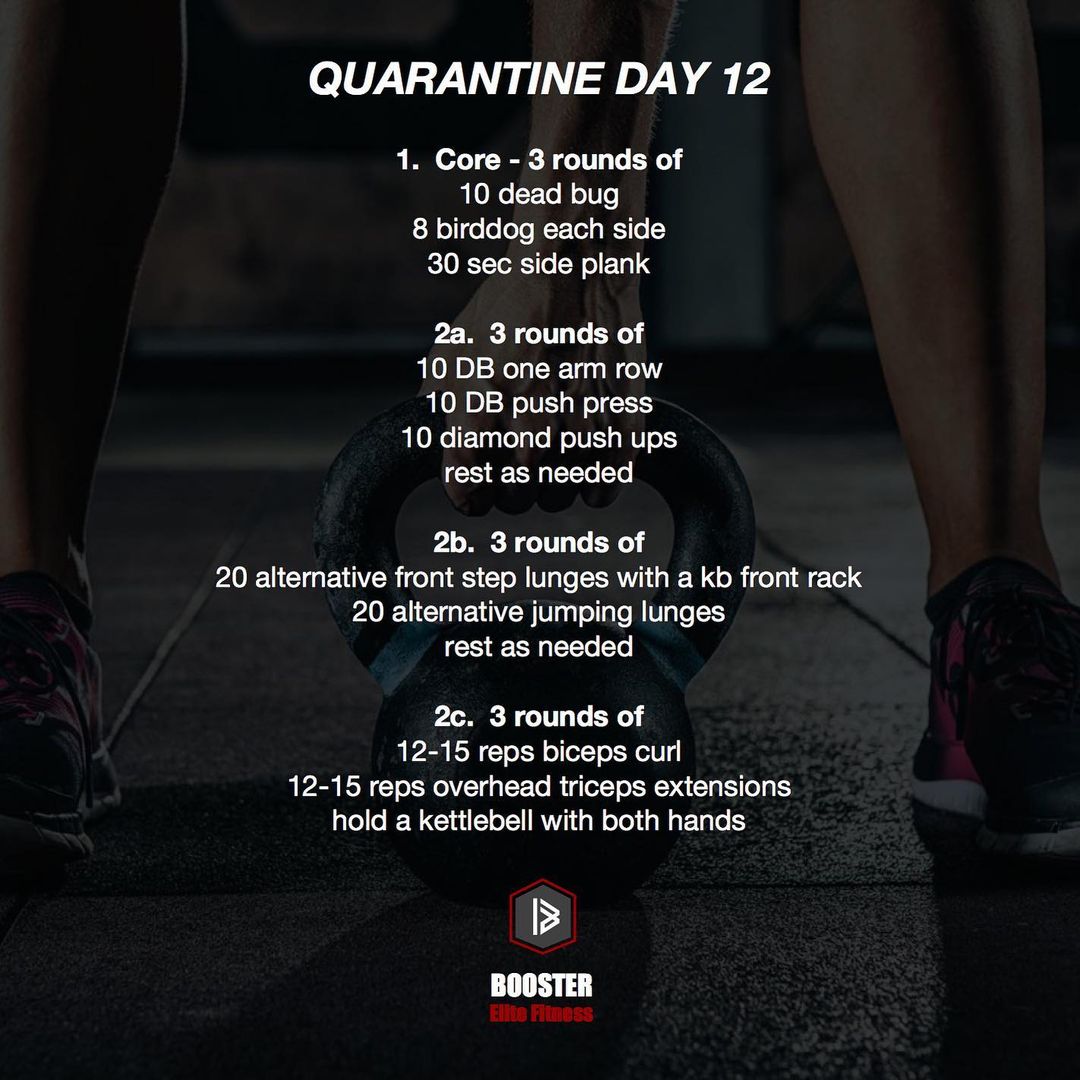 QUARANTINE DAY 12
1. Core - 3 rounds of
10 dead bug
8 birddog each side
30 sec side plank
2a. 3 rounds of
10 DB one arm row
10 DB push press
10 diamond push ups
rest as needed
2b. 3 rounds of
20 alternative front step lunges with a kb front rack
20 alternative jumping lunges
rest as needed
2c. 3 rounds of
12-15 reps biceps curl
12-15 reps overhead triceps extensions
hold a kettlebell with both hands
BOOSTER
Elite Fitness